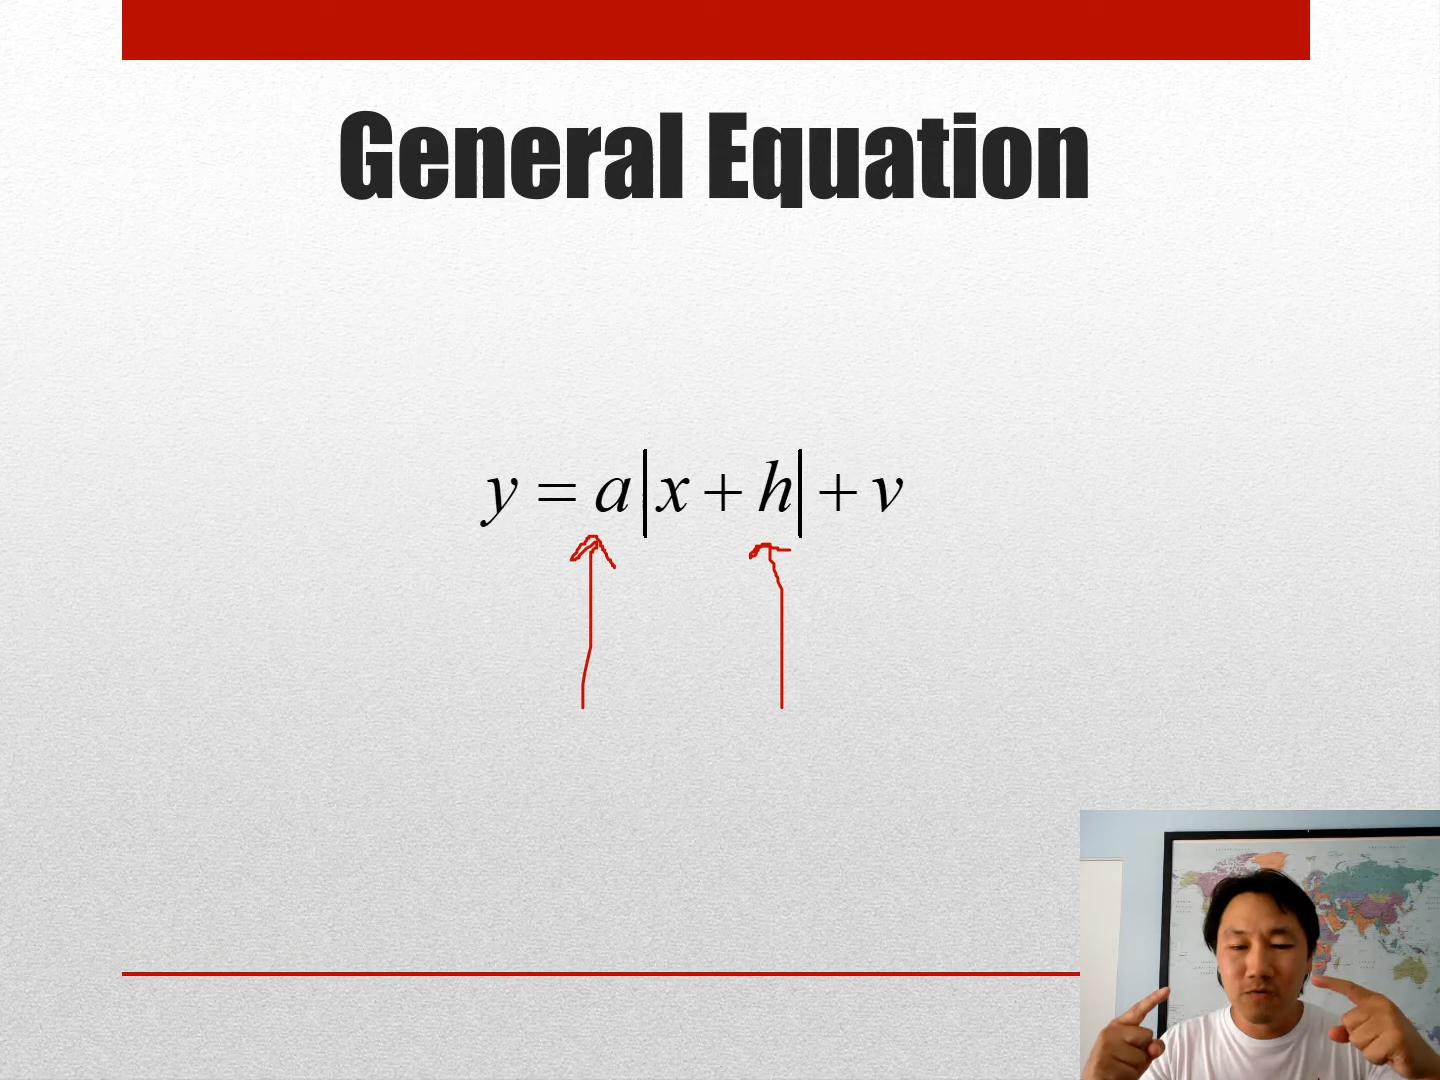 General Equation
y = a|x + h| + v